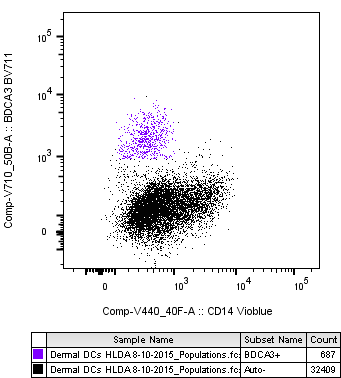 Comp-V710_50B-A :: BDCA3 BV711
10^5
10^4
10^3
0
0
10^3
10^4
10^5
Comp-V440_40F-A :: CD14 Vioblue
Sample Name Subset Name Count
Dermal DCs HLDA 8-10-2015_Populations.fc: BDCA3+ 687
Dermal DCs HLDA 8-10-2015_Populations.fc: Auto- 32409